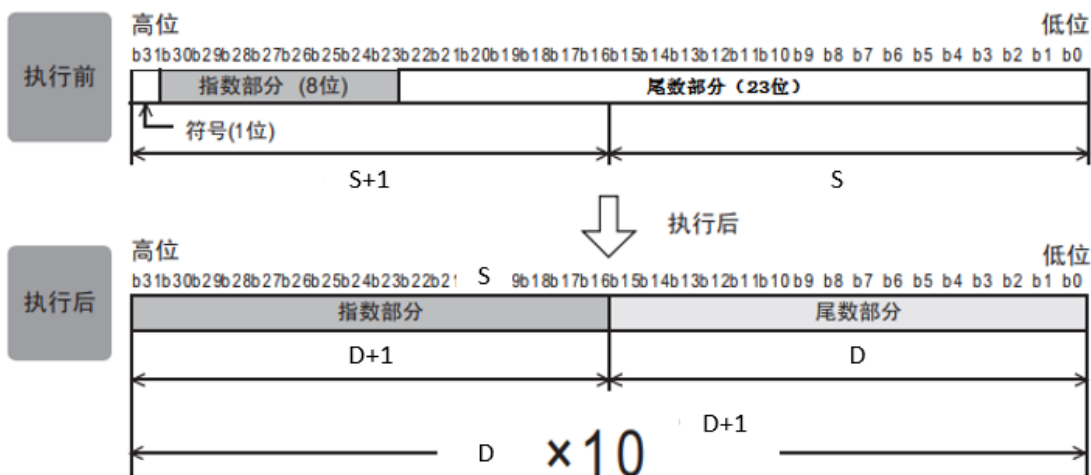 高位 低位
b31b30b29b28b27b26b25b24b23b22b21b20b19b18b17b16b15b14b13b12b11b10b9 b8 b7 b6 b5 b4 b3 b2 b1 b0
执行前
指数部分 (8位) 尾数部分（23位）
符号(1位)
S+1 S
执行后
高位 低位
b31b30b29b28b27b26b25b24b23b22b21 S 9b18b17b16b15b14b13b12b11b10b9 b8 b7 b6 b5 b4 b3 b2 b1 b0
执行后
指数部分 尾数部分
D+1 D
D+1
D ×10